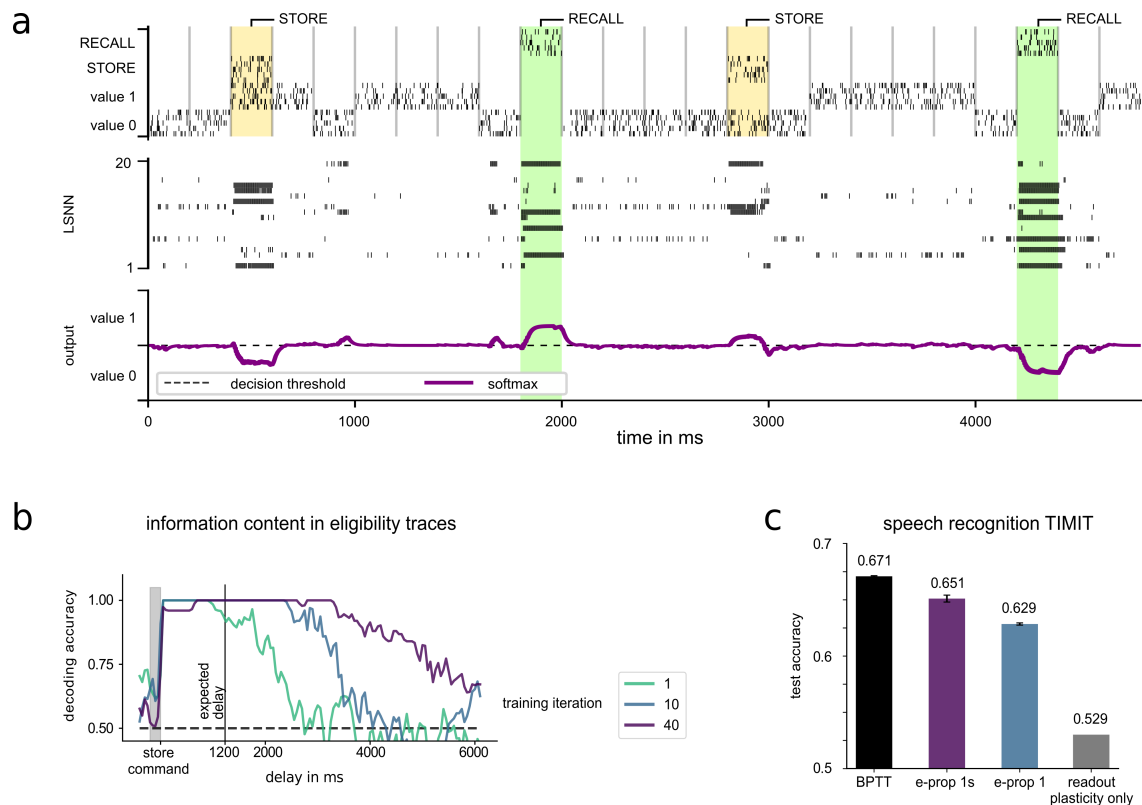 a
STORE
RECALL
STORE
RECALL
RECALL
STORE
value 1
value 0
20
LSNN
1
value 1
output
value 0
decision threshold
softmax
0
1000
2000
3000
4000
time in ms
b
information content in eligibility traces
decoding accuracy
1.00
0.75
0.50
expected
delay
store
command
1200
2000
4000
6000
delay in ms
training iteration
1
10
40
c
speech recognition TIMIT
test accuracy
0.7
0.6
0.5
0.671
0.651
0.629
0.529
BPTT
e-prop 1s
e-prop 1
readout
plasticity only